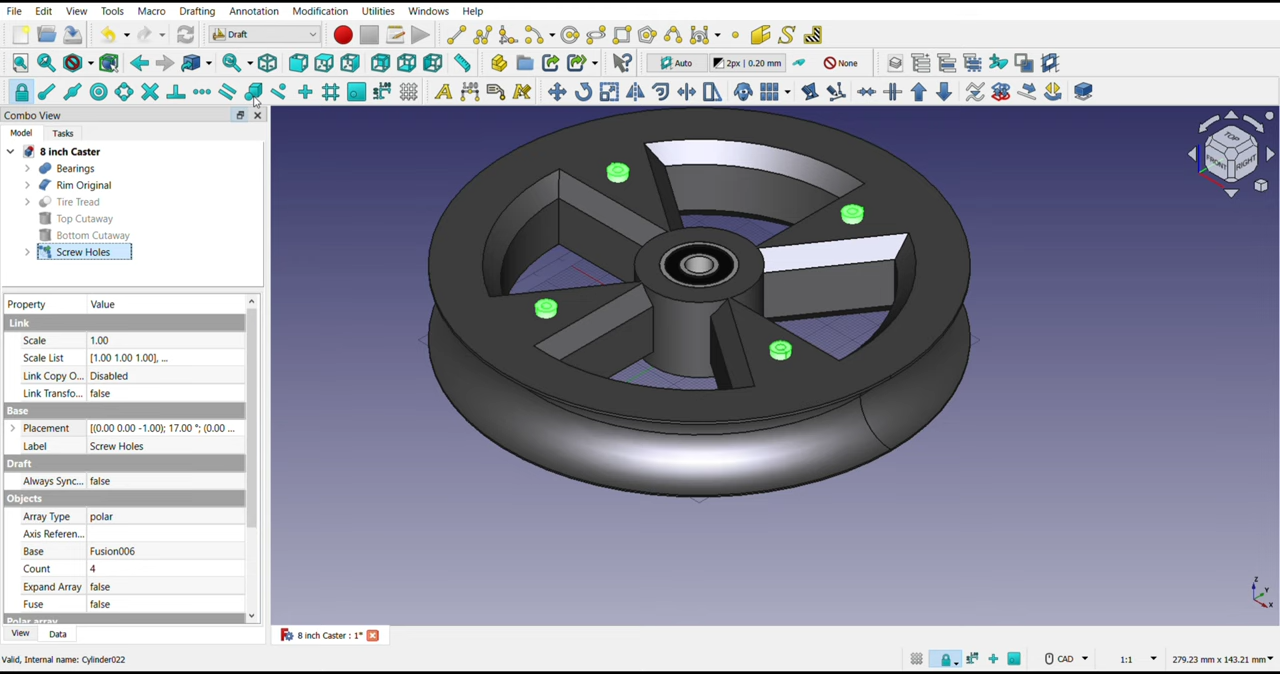 File Edit View Tools Macro Drafting Annotation Modification Utilities Windows Help
Draft
Auto 2px | 0.20 mm None
Combo View
Model Tasks
8 inch Caster
Bearings
Rim Original
Tire Tread
Top Cutaway
Bottom Cutaway
Screw Holes
Property Value
Link
Scale 1.00
Scale List [1.00 1.00 1.00], ...
Link Copy O... Disabled
Link Transfo... false
Base
Placement [(0.00 0.00 -1.00); 17.00 °; (0.00 ...
Label Screw Holes
Draft
Always Sync... false
Objects
Array Type polar
Axis Referen...
Base Fusion006
Count 4
Expand Array false
Fuse false
Polar array
View Data
TOP
FRONT RIGHT
Z
Y
X
8 inch Caster : 1*
Valid, Internal name: Cylinder022
CAD 1:1 279.23 mm x 143.21 mm